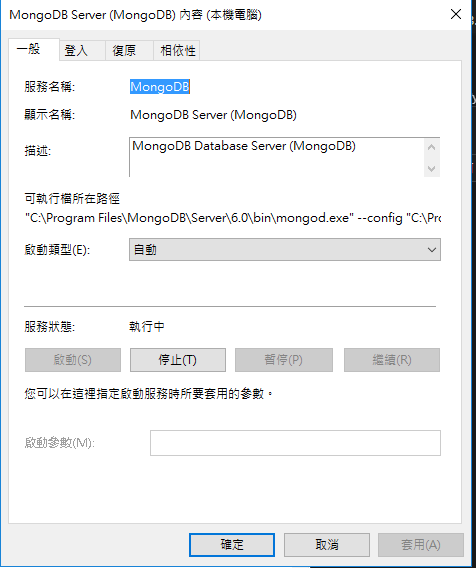 MongoDB Server (MongoDB) 內容 (本機電腦)
一般 登入 復原 相依性
服務名稱: MongoDB
顯示名稱: MongoDB Server (MongoDB)
描述: MongoDB Database Server (MongoDB)
可執行檔所在路徑
"C:\Program Files\MongoDB\Server\6.0\bin\mongod.exe" --config "C:\Pro
啟動類型(E): 自動
服務狀態: 執行中
啟動(S) 停止(T) 暫停(P) 繼續(R)
您可以在這裡指定啟動服務時所要套用的參數。
啟動參數(M):
確定 取消 套用(A)